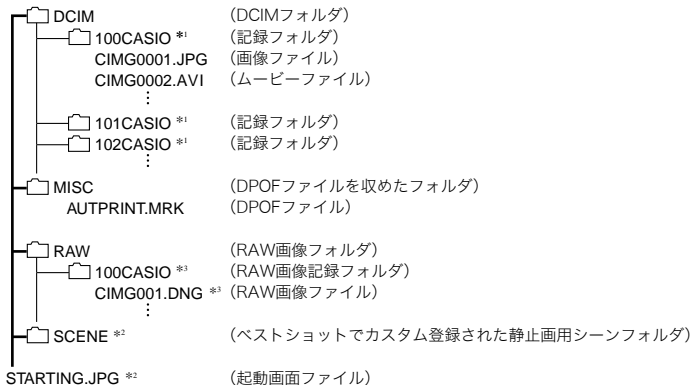 DCIM （DCIMフォルダ）
100CASIO *1 （記録フォルダ）
CIMG0001.JPG （画像ファイル）
CIMG0002.AVI （ムービーファイル）
⋮
101CASIO *1 （記録フォルダ）
102CASIO *1 （記録フォルダ）
⋮
MISC （DPOFファイルを収めたフォルダ）
AUTPRINT.MRK （DPOFファイル）
RAW （RAW画像フォルダ）
100CASIO *3 （RAW画像記録フォルダ）
CIMG001.DNG *3 （RAW画像ファイル）
⋮
SCENE *2 （ベストショットでカスタム登録された静止画用シーンフォルダ）
STARTING.JPG *2 （起動画面ファイル）